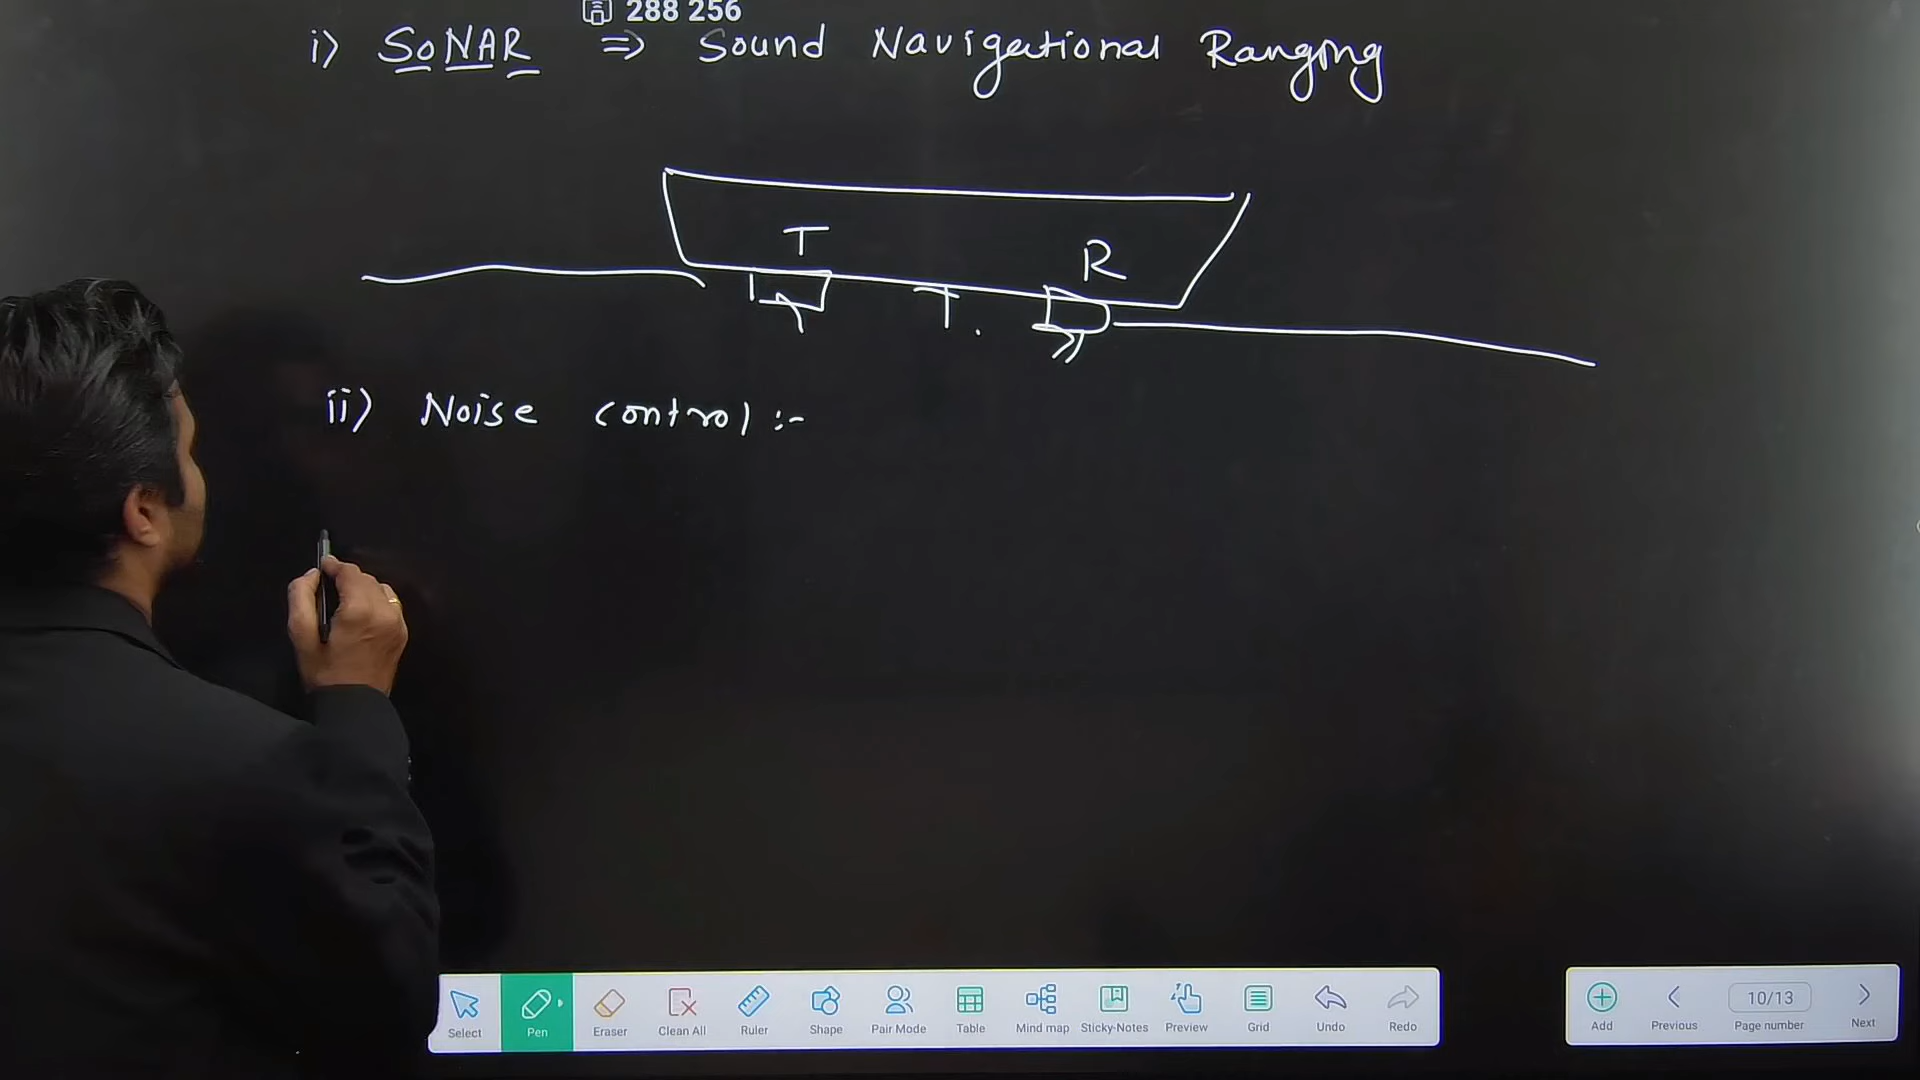 288 256
i) SoNAR => Sound Navigational Ranging
T
R
T.
ii) Noise control :-
Select Pen Eraser Clean All Ruler Shape Pair Mode Table Mind map Sticky-Notes Preview Grid Undo Redo
Add Previous 10/13 Page number Next